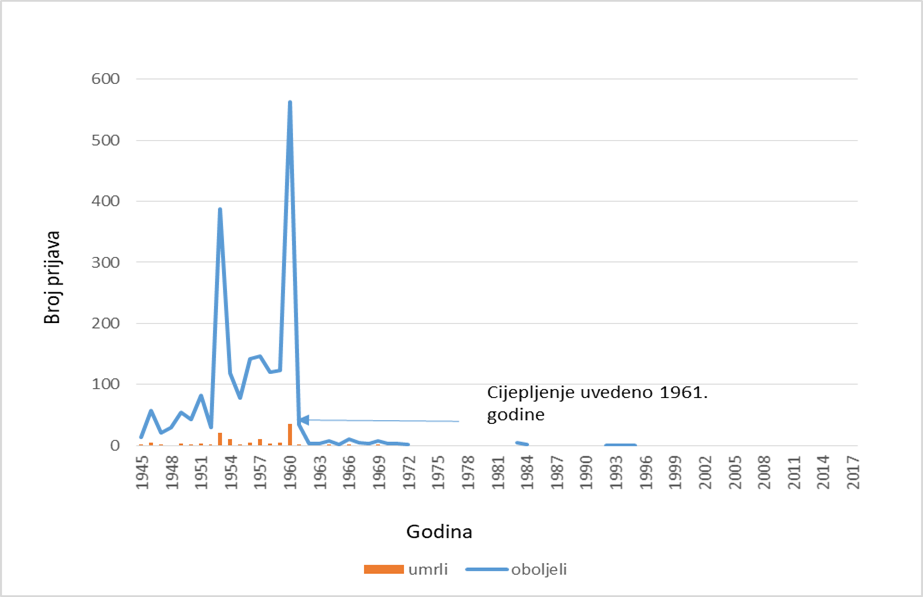 600
500
400
300
200
100
0
Broj prijava
Cijepljenje uvedeno 1961.
godine
1945 1948 1951 1954 1957 1960 1963 1966 1969 1972 1975 1978 1981 1984 1987 1990 1993 1996 1999 2002 2005 2008 2011 2014 2017
Godina
umrli oboljeli